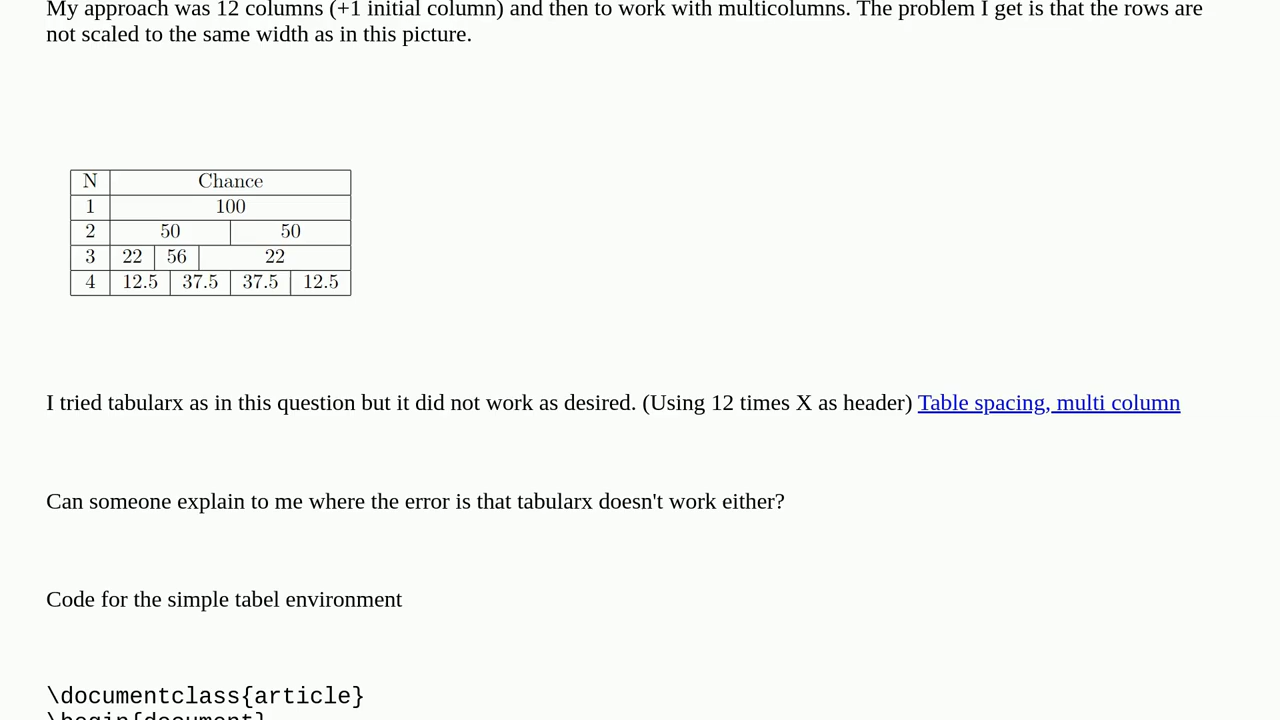 My approach was 12 columns (+1 initial column) and then to work with multicolumns. The problem I get is that the rows are
not scaled to the same width as in this picture.
N Chance
1 100
2 50 50
3 22 56 22
4 12.5 37.5 37.5 12.5
I tried tabularx as in this question but it did not work as desired. (Using 12 times X as header) Table spacing, multi column
Can someone explain to me where the error is that tabularx doesn't work either?
Code for the simple tabel environment
\documentclass{article}
\begin{document}